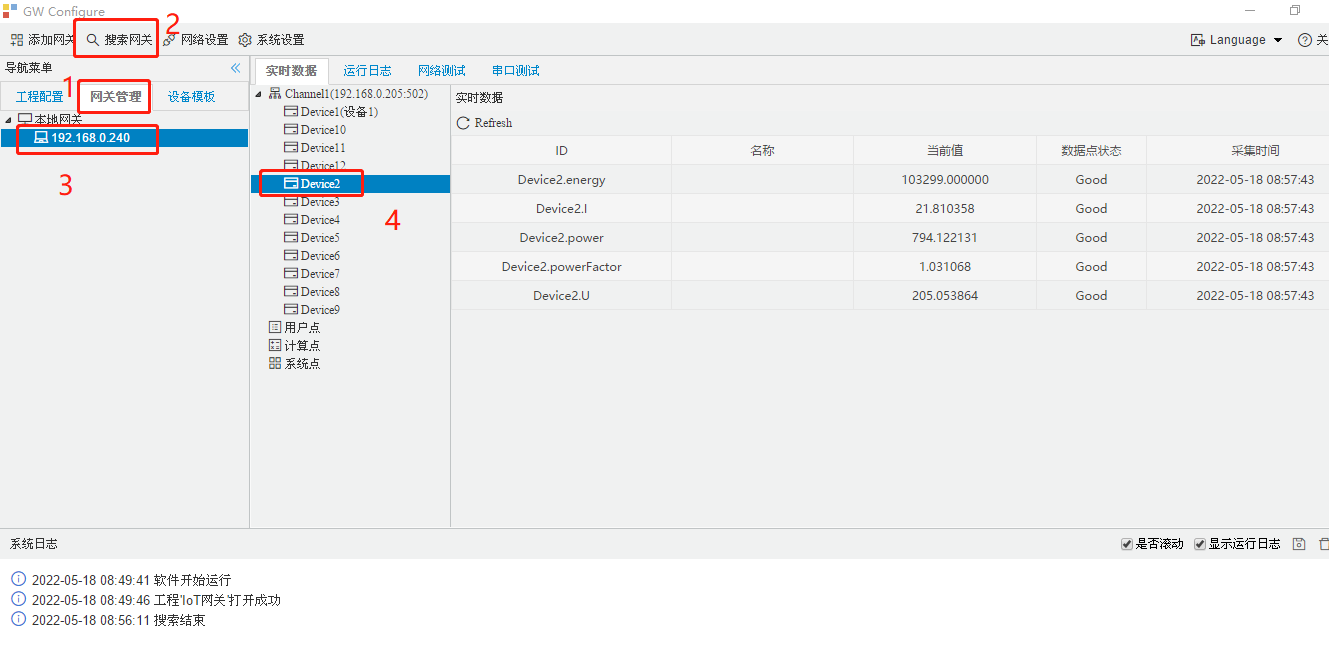 GW Configure
2
添加网关 搜索网关 网络设置 系统设置 Language
导航菜单
1
工程配置 网关管理 设备模板
本地网关
192.168.0.240
3
实时数据 运行日志 网络测试 串口测试
Channel1(192.168.0.205:502)
Device1(设备1)
Device10
Device11
Device12
Device2
Device3
4
Device4
Device5
Device6
Device7
Device8
Device9
用户点
计算点
系统点
实时数据
Refresh
ID 名称 当前值 数据点状态 采集时间
Device2.energy 103299.000000 Good 2022-05-18 08:57:43
Device2.I 21.810358 Good 2022-05-18 08:57:43
Device2.power 794.122131 Good 2022-05-18 08:57:43
Device2.powerFactor 1.031068 Good 2022-05-18 08:57:43
Device2.U 205.053864 Good 2022-05-18 08:57:43
系统日志 是否滚动 显示运行日志
2022-05-18 08:49:41 软件开始运行
2022-05-18 08:49:46 工程'IoT网关'打开成功
2022-05-18 08:56:11 搜索结束